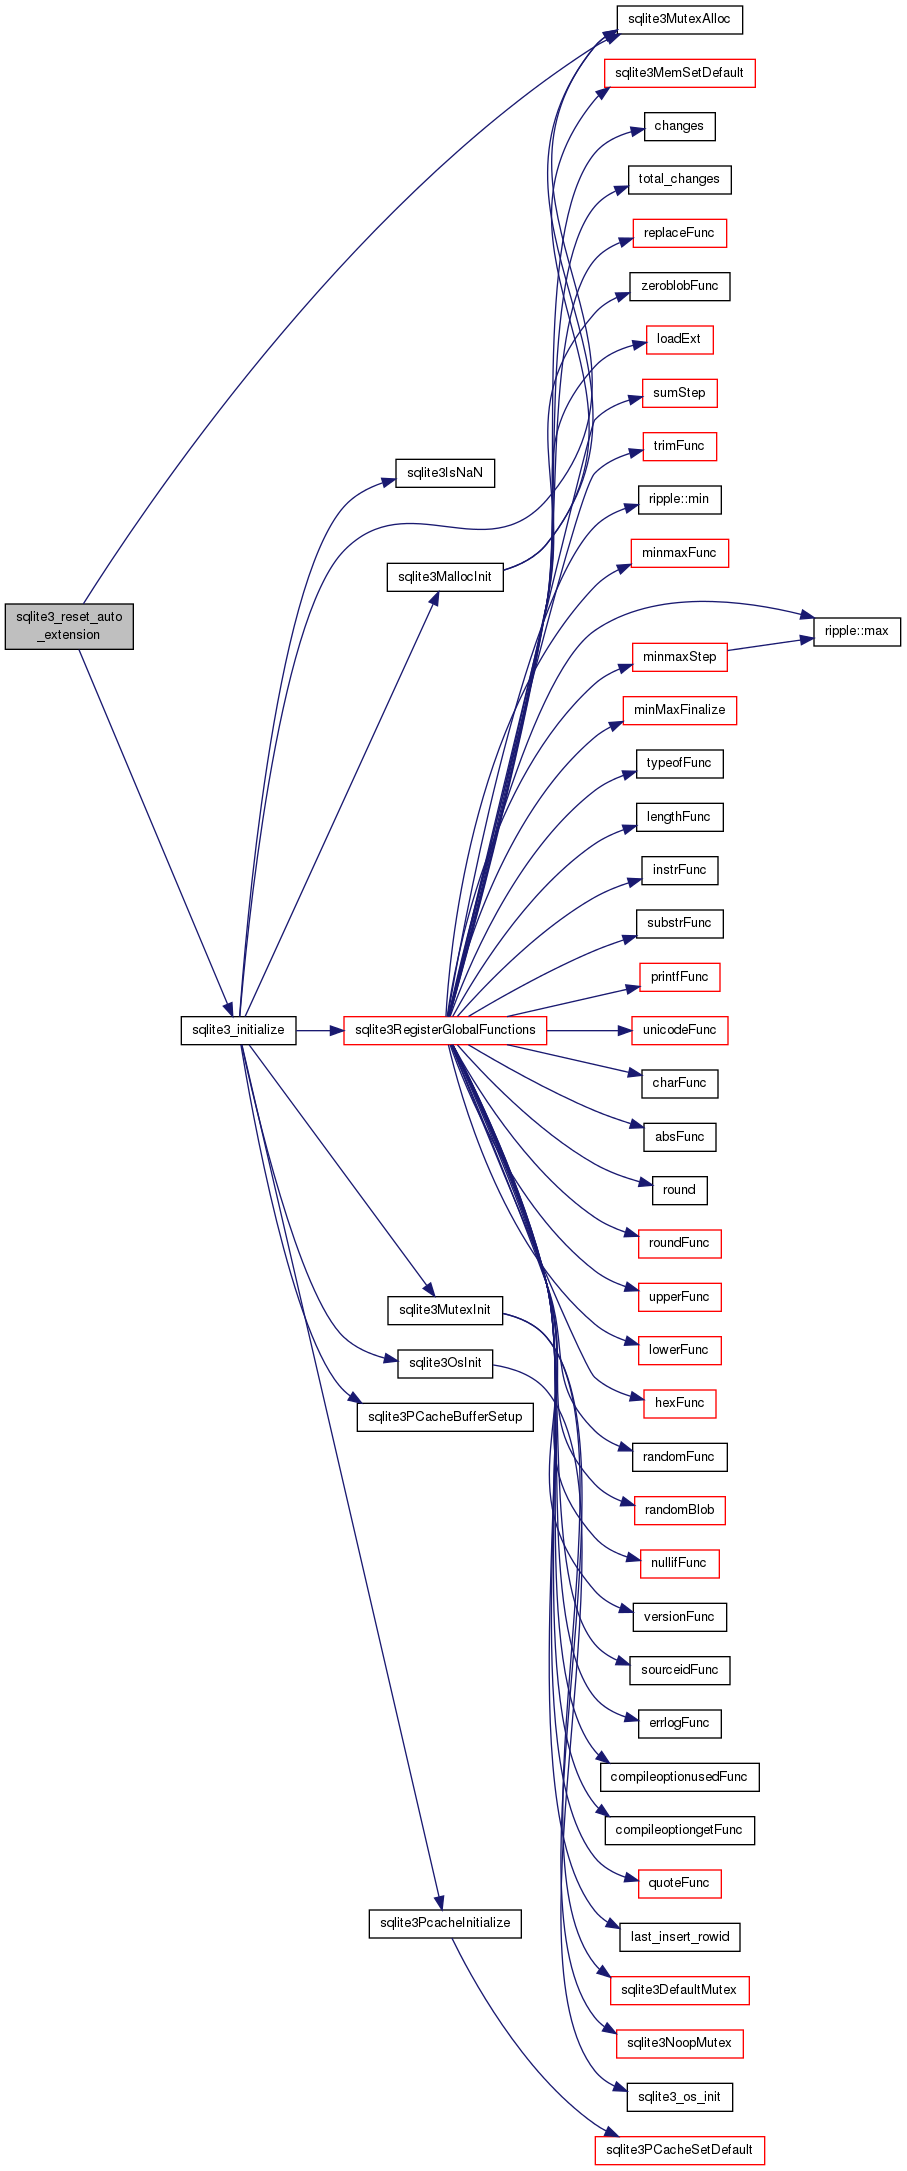 sqlite3MutexAlloc
sqlite3MemSetDefault
changes
total_changes
replaceFunc
zeroblobFunc
loadExt
sumStep
trimFunc
sqlite3IsNaN
ripple::min
minmaxFunc
sqlite3MallocInit
sqlite3_reset_auto
_extension
ripple::max
minmaxStep
minMaxFinalize
typeofFunc
lengthFunc
instrFunc
substrFunc
printfFunc
sqlite3_initialize
sqlite3RegisterGlobalFunctions
unicodeFunc
charFunc
absFunc
round
roundFunc
upperFunc
sqlite3MutexInit
lowerFunc
sqlite3OsInit
hexFunc
sqlite3PCacheBufferSetup
randomFunc
randomBlob
nullifFunc
versionFunc
sourceidFunc
errlogFunc
compileoptionusedFunc
compileoptiongetFunc
quoteFunc
sqlite3PcacheInitialize
last_insert_rowid
sqlite3DefaultMutex
sqlite3NoopMutex
sqlite3_os_init
sqlite3PCacheSetDefault